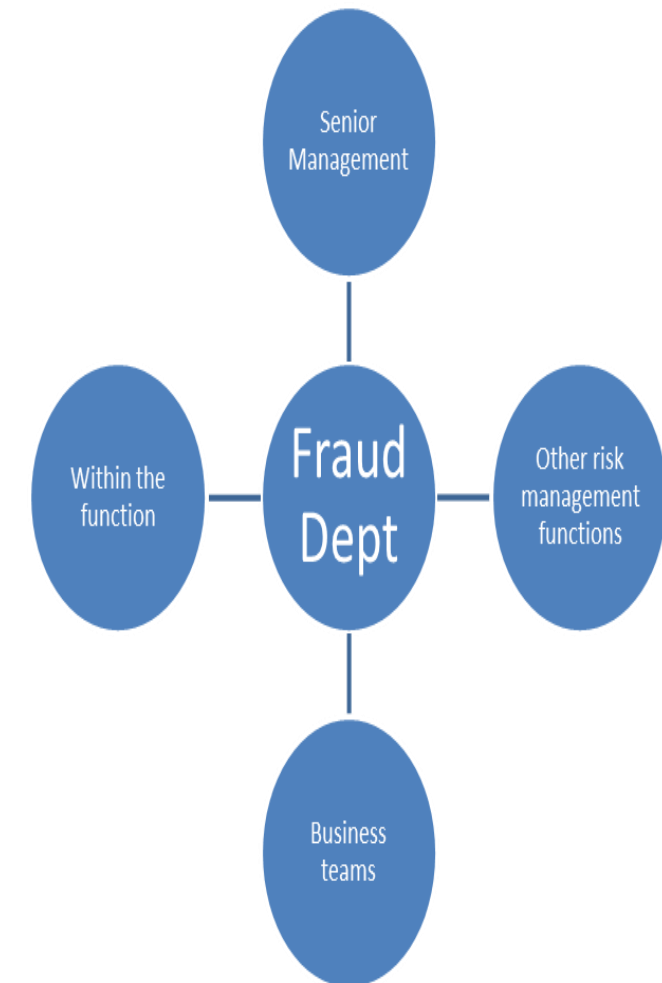 Senior
Management
Within the
function
Fraud
Dept
Other risk
management
functions
Business
teams